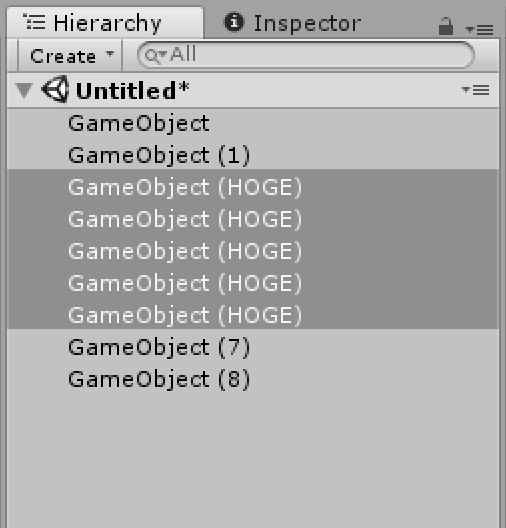 Hierarchy Inspector
Create All
Untitled*
GameObject
GameObject (1)
GameObject (HOGE)
GameObject (HOGE)
GameObject (HOGE)
GameObject (HOGE)
GameObject (HOGE)
GameObject (7)
GameObject (8)